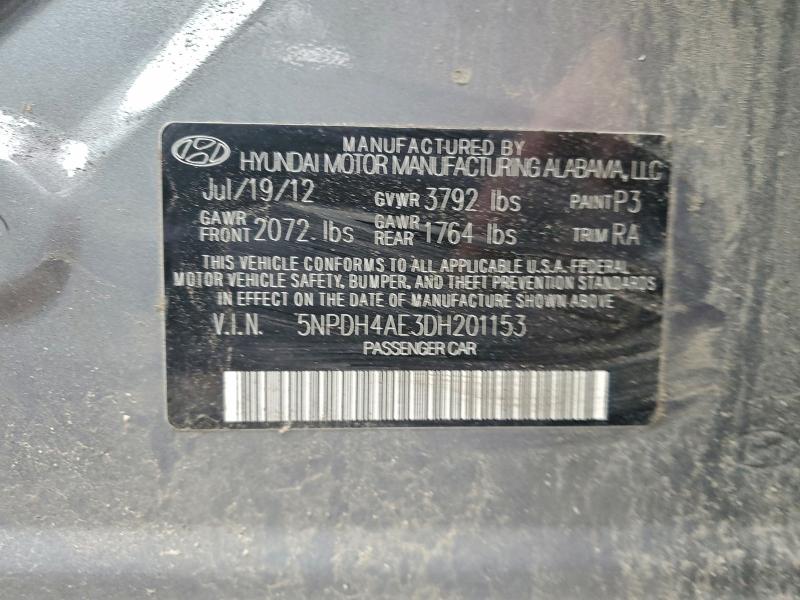 MANUFACTURED BY
HYUNDAI MOTOR MANUFACTURING ALABAMA, LLC
Jul/19/12 GVWR 3792 lbs PAINT P3
GAWR FRONT 2072 lbs GAWR REAR 1764 lbs TRIM RA
THIS VEHICLE CONFORMS TO ALL APPLICABLE U.S.A. FEDERAL
MOTOR VEHICLE SAFETY, BUMPER, AND THEFT PREVENTION STANDARDS
IN EFFECT ON THE DATE OF MANUFACTURE SHOWN ABOVE
V.I.N. 5NPDH4AE3DH201153
PASSENGER CAR